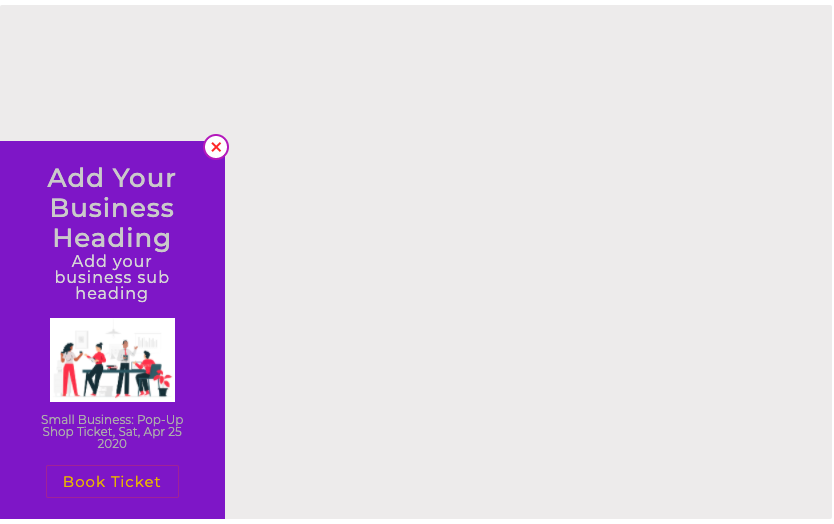 Add Your
Business
Heading
Add your
business sub
heading
Small Business: Pop-Up
Shop Ticket, Sat, Apr 25
2020
Book Ticket